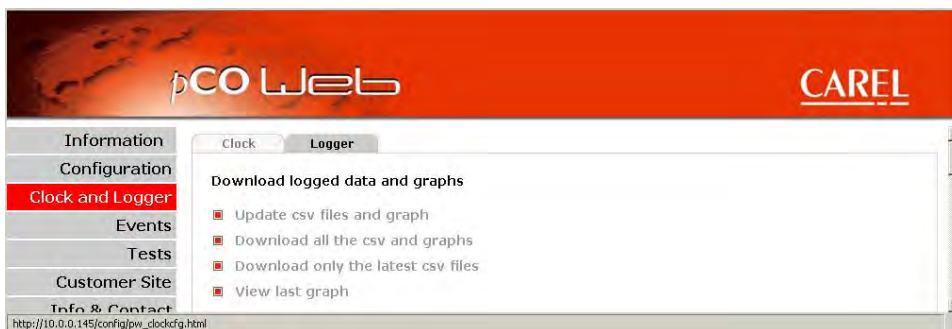 pCO Web
CAREL
Information
Configuration
Clock and Logger
Events
Tests
Customer Site
Info & Contact
Clock
Logger
Download logged data and graphs
Update csv files and graph
Download all the csv and graphs
Download only the latest csv files
View last graph
http://10.0.0.145/config/pw_clockcfg.html